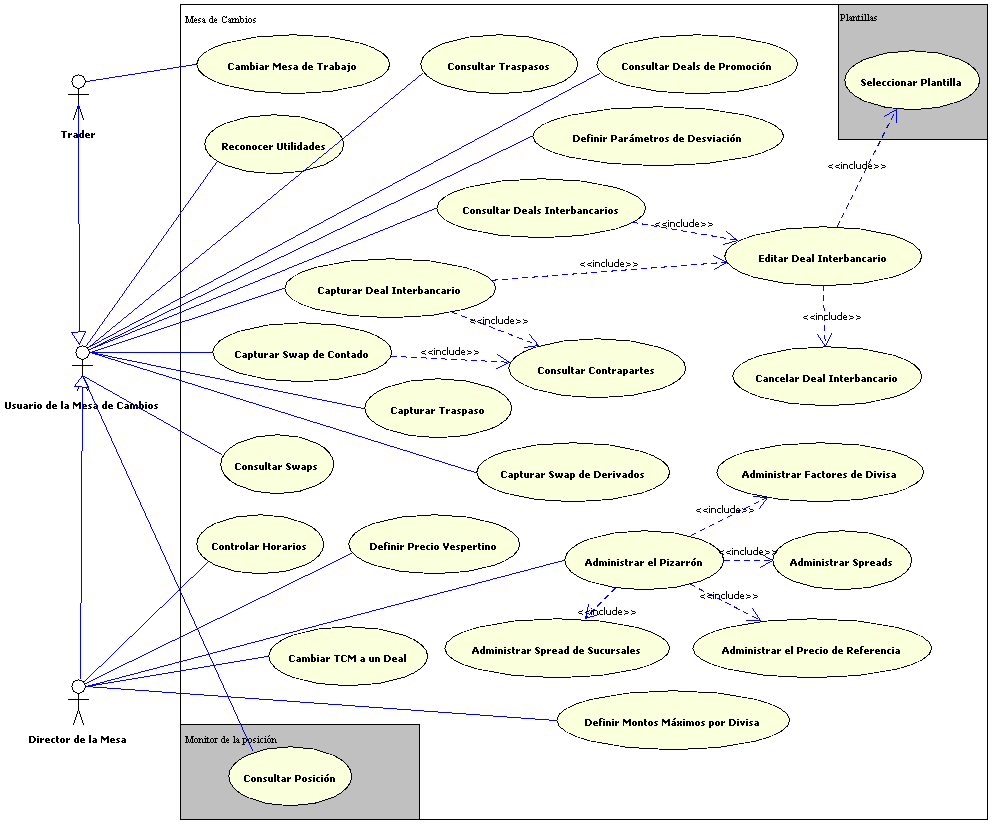 Mesa de Cambios
Plantillas
Cambiar Mesa de Trabajo
Consultar Traspasos
Consultar Deals de Promoción
Seleccionar Plantilla
Trader
Reconocer Utilidades
Definir Parámetros de Desviación
<<include>>
Consultar Deals Interbancarios
<<include>>
Editar Deal Interbancario
<<include>>
Capturar Deal Interbancario
<<include>>
<<include>>
Capturar Swap de Contado
<<include>>
Consultar Contrapartes
Cancelar Deal Interbancario
Usuario de la Mesa de Cambios
Capturar Traspaso
Consultar Swaps
Capturar Swap de Derivados
Administrar Factores de Divisa
<<include>>
Controlar Horarios
Definir Precio Vespertino
Administrar el Pizarrón
<<include>>
Administrar Spreads
<<include>>
<<include>>
Cambiar TCM a un Deal
Administrar Spread de Sucursales
Administrar el Precio de Referencia
Director de la Mesa
Definir Montos Máximos por Divisa
Monitor de la posición
Consultar Posición